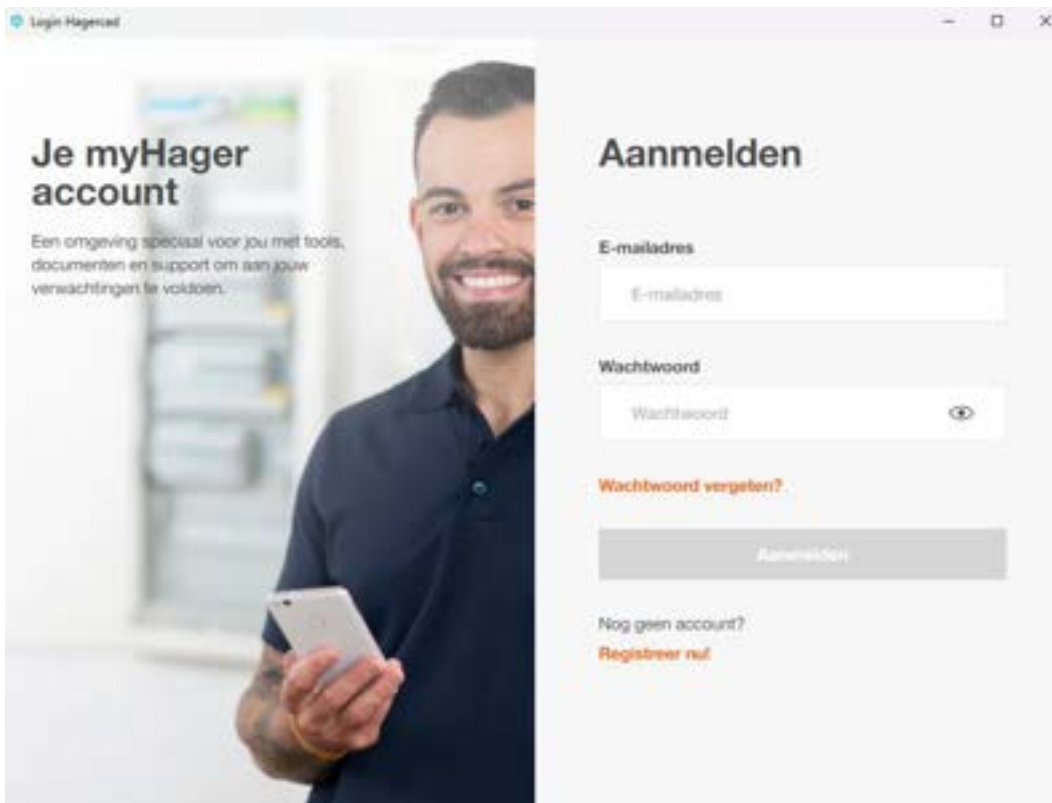 Login Hagercad
Je myHager
account
Een omgeving speciaal voor jou met tools,
documenten en support om aan jouw
verwachtingen te voldoen.
Aanmelden
E-mailadres
E-mailadres
Wachtwoord
Wachtwoord
Wachtwoord vergeten?
Aanmelden
Nog geen account?
Registreer nu!